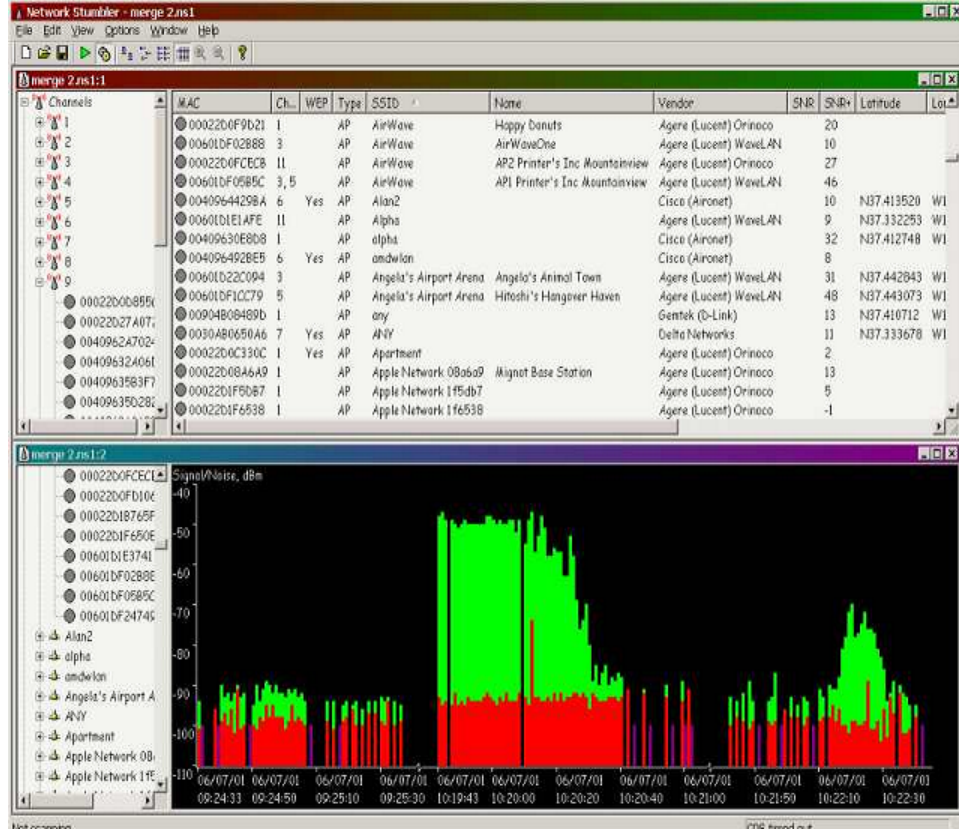 Network Stumbler - merge 2.ns1
File Edit View Options Window Help
merge 2.ns1:1
Channels
1
2
3
4
5
6
7
8
9
00022D0D855
00022D27A07
0040962A702
00409632A06
0040963583F7
00409635D28
MAC Ch... WEP Type SSID Name Vendor SNR SNR+ Latitude
00022D0F9D21 1 AP AirWave Happy Donuts Agere (Lucent) Orinoco 20
00601DF02B88 3 AP AirWave AirWaveOne Agere (Lucent) WaveLAN 10
00022D0FCECB 11 AP AirWave AP2 Printer's Inc Mountainview Agere (Lucent) Orinoco 27
00601DF05B5C 3, 5 AP AirWave AP1 Printer's Inc Mountainview Agere (Lucent) WaveLAN 46
00409644298A 6 Yes AP Alan2 Cisco (Aironet) 10 N37.413520 W1
00601D1E1AFE 11 AP Alpha Agere (Lucent) WaveLAN 9 N37.332253 W1
00409630E8D8 1 AP alpha Cisco (Aironet) 32 N37.412748 W1
004096492BE5 6 Yes AP amdwlan Cisco (Aironet) 8
00601D22C094 3 AP Angela's Airport Arena Angela's Animal Town Agere (Lucent) WaveLAN 31 N37.442843 W1
00601DF1CC79 5 AP Angela's Airport Arena Hitoshi's Hangover Haven Agere (Lucent) WaveLAN 48 N37.443073 W1
00904B08489D 1 AP any Gemtek (D-Link) 13 N37.410712 W1
0030AB0650A6 7 Yes AP ANY Delta Networks 11 N37.333678 W1
00022D0C330C 1 Yes AP Apartment Agere (Lucent) Orinoco 2
00022D08A6A9 1 AP Apple Network 08a6a9 Mignot Base Station Agere (Lucent) Orinoco 13
00022D1F5DB7 1 AP Apple Network 1f5db7 Agere (Lucent) Orinoco 5
00022D1F6538 1 AP Apple Network 1f6538 Agere (Lucent) Orinoco -1
merge 2.ns1:2
00022D0FCEC
00022D0FD106
00022D1B765F
00022D1F650E
00601D1E3741
00601DF02B8
00601DF05B5C
00601DF24749
Alan2
alpha
amdwlan
Angela's Airport A
ANY
Apartment
Apple Network 08
Apple Network 1f5
Signal/Noise, dBm
-40
-50
-60
-70
-80
-90
-100
-110
06/07/01 06/07/01 06/07/01 06/07/01 06/07/01 06/07/01 06/07/01 06/07/01 06/07/01 06/07/01 06/07/01 06/07/01
09:24:33 09:24:50 09:25:10 09:25:30 10:19:43 10:20:00 10:20:20 10:20:40 10:21:00 10:21:50 10:22:10 10:22:30
Not scanning
GPS timed out